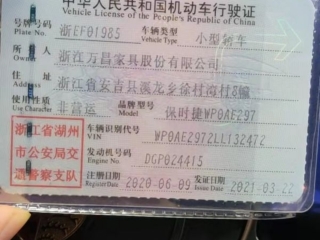 中华人民共和国机动车行驶证
Vehicle License of the People's Republic of China
号牌号码 浙EF01985 车辆类型 小型轿车
Plate No. Vehicle Type
所有人 浙江万昌家具股份有限公司
住址 浙江省安吉县溪龙乡徐村湾村8幢
使用性质 非营运 品牌型号 保时捷WP0AE297
浙江省湖州
市公安局交
通警察支队
车辆识别代号 WP0AE2972LL132472
VIN
发动机号码 DGP024415
Engine No.
注册日期 2020-06-09 发证日期 2021-03-22
Register Date Issue Date